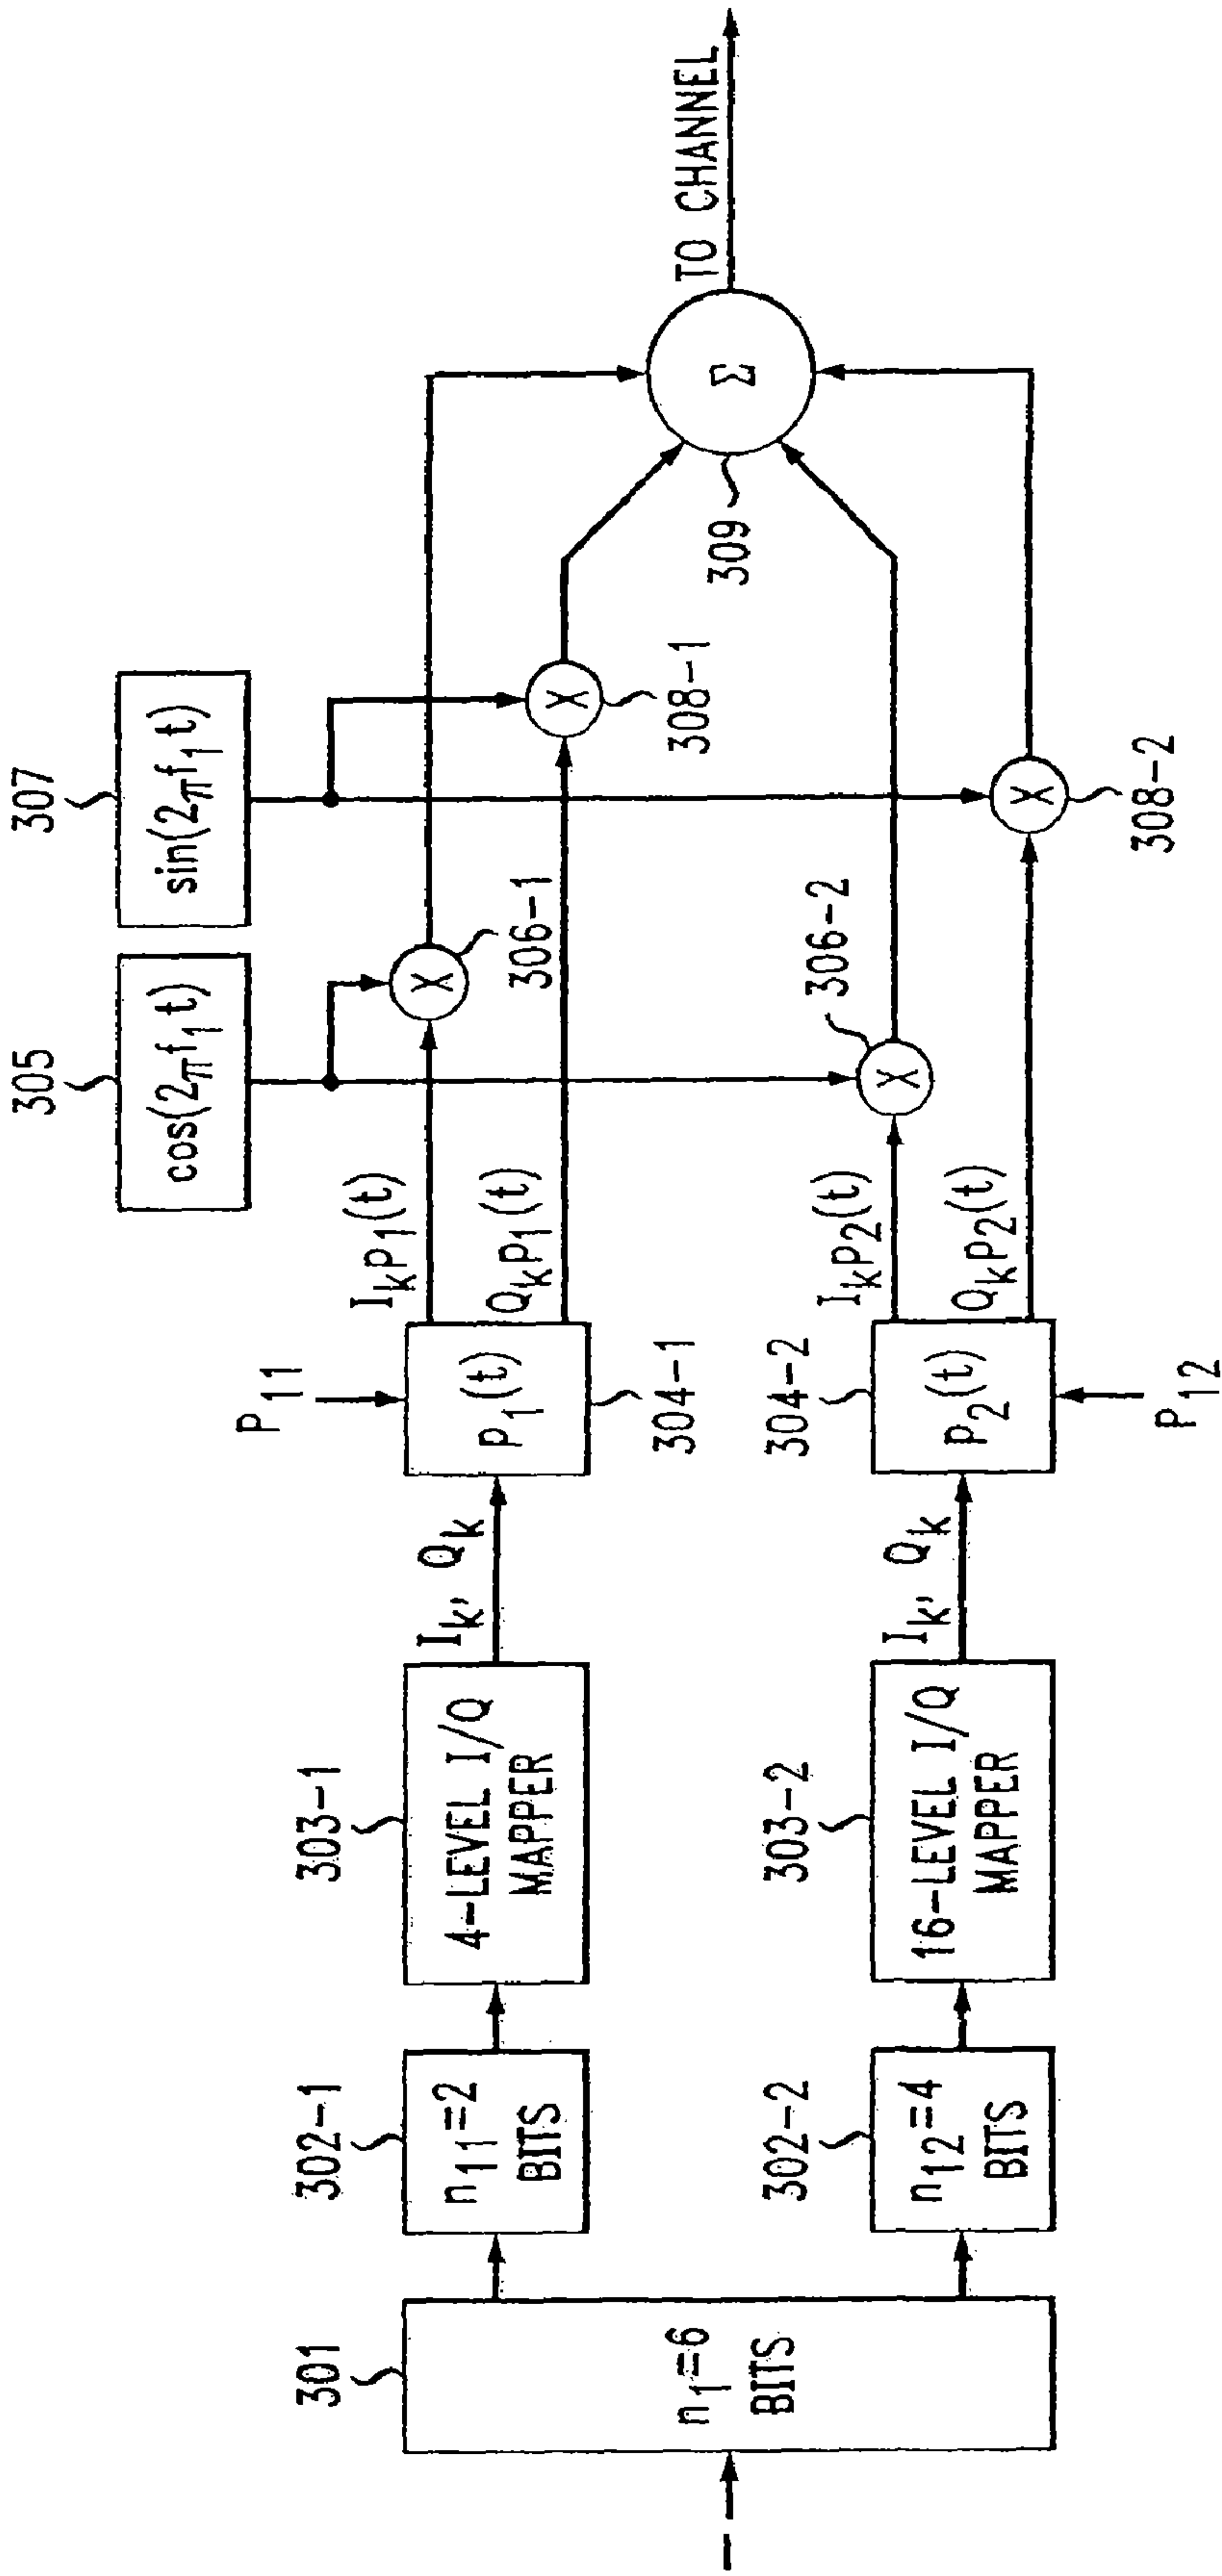 305
307
cos(2πf₁t)
sin(2πf₁t)
P₁₁
IₖP₁(t)
QₖP₁(t)
306-1
308-1
301
302-1
303-1
n₁₁=2
BITS
4-LEVEL I/Q
MAPPER
Iₖ, Qₖ
P₁(t)
304-1
X
X
n₁=6
BITS
309
Σ
TO CHANNEL
302-2
303-2
304-2
306-2
n₁₂=4
BITS
16-LEVEL I/Q
MAPPER
Iₖ, Qₖ
P₂(t)
IₖP₂(t)
QₖP₂(t)
X
X
308-2
P₁₂